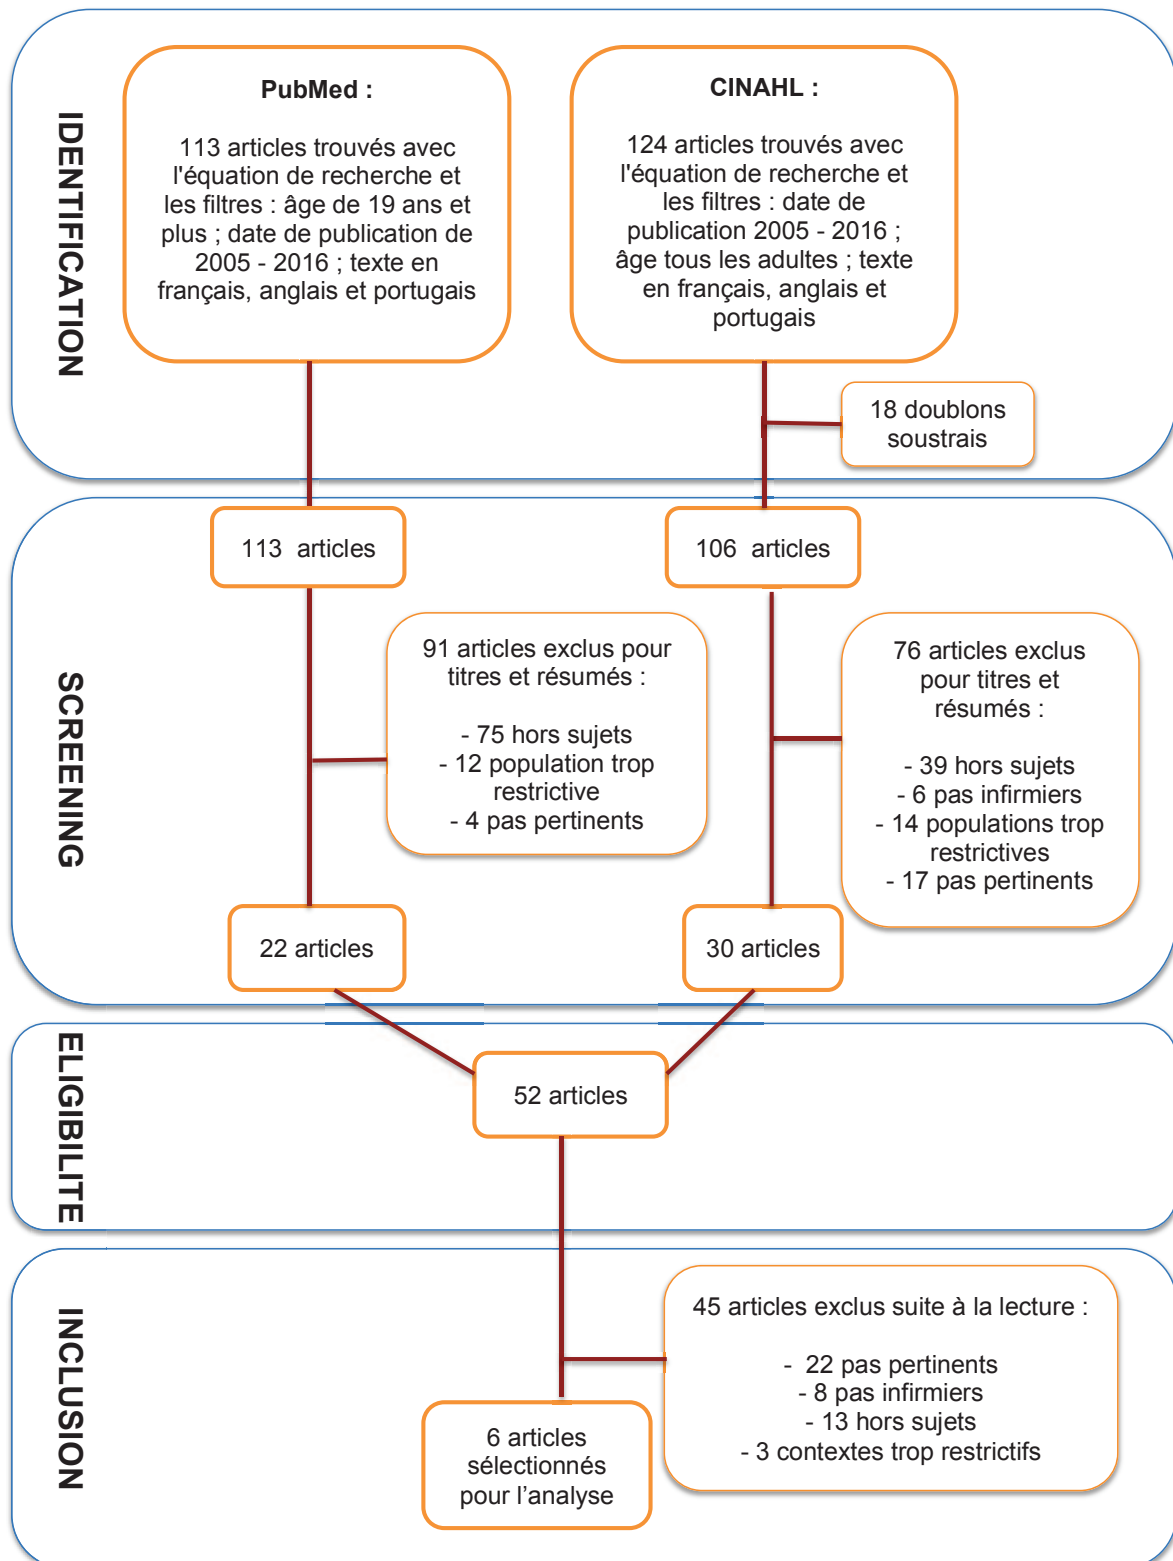 IDENTIFICATION
PubMed :
113 articles trouvés avec
l'équation de recherche et
les filtres : âge de 19 ans et
plus ; date de publication de
2005 - 2016 ; texte en
français, anglais et portugais
CINAHL :
124 articles trouvés avec
l'équation de recherche et
les filtres : date de
publication 2005 - 2016 ;
âge tous les adultes ; texte
en français, anglais et
portugais
18 doublons
soustrais
SCREENING
113 articles
106 articles
91 articles exclus pour
titres et résumés :
- 75 hors sujets
- 12 population trop
restrictive
- 4 pas pertinents
76 articles exclus
pour titres et
résumés :
- 39 hors sujets
- 6 pas infirmiers
- 14 populations trop
restrictives
- 17 pas pertinents
22 articles
30 articles
ELIGIBILITE
52 articles
INCLUSION
45 articles exclus suite à la lecture :
- 22 pas pertinents
- 8 pas infirmiers
- 13 hors sujets
- 3 contextes trop restrictifs
6 articles
sélectionnés
pour l’analyse